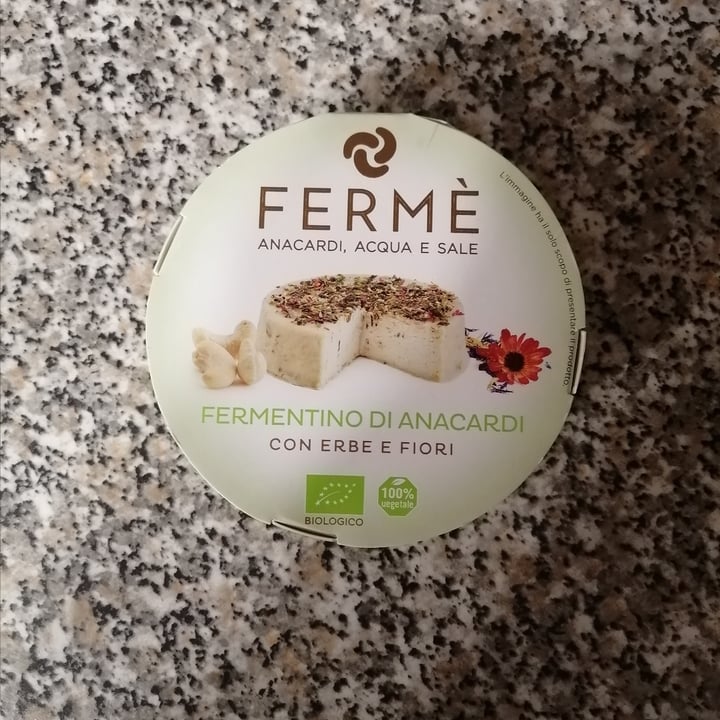 FERMÈ
ANACARDI, ACQUA E SALE
L'immagine ha il solo scopo di presentare il prodotto.
FERMENTINO DI ANACARDI
CON ERBE E FIORI
100%
vegetale
BIOLOGICO